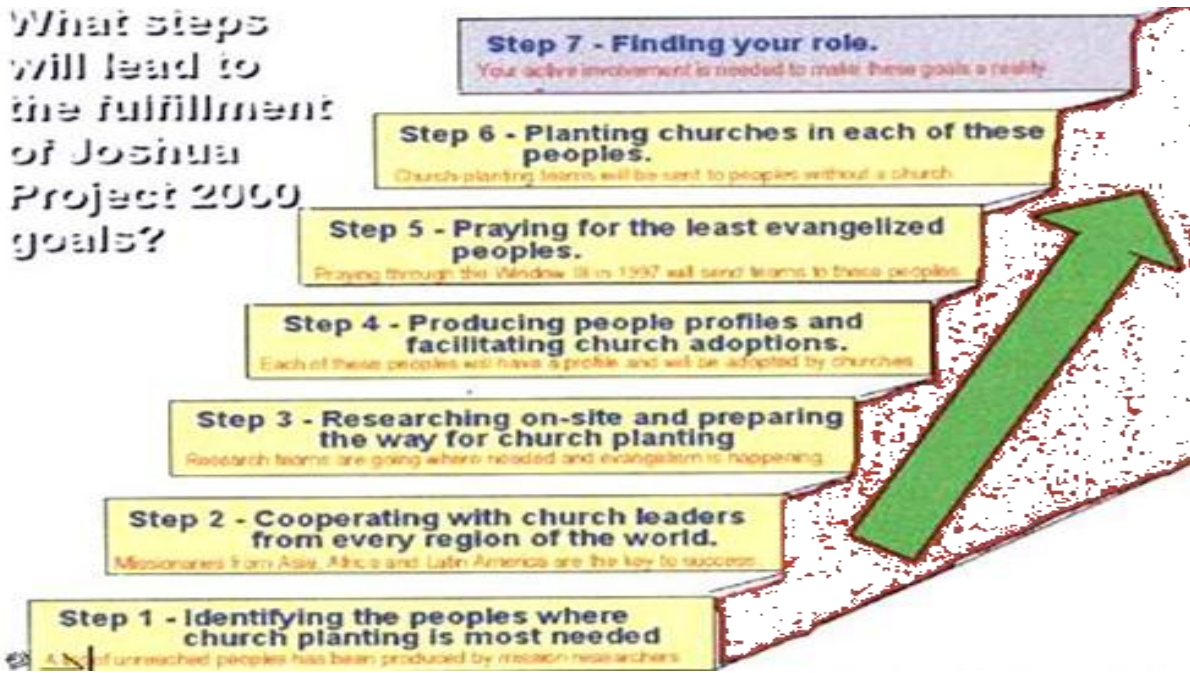 What steps
will lead to
the fulfillment
of Joshua
Project 2000
goals?
Step 7 - Finding your role.
Your active involvement is needed to make these goals a reality
Step 6 - Planting churches in each of these
peoples.
Church-planting teams will be sent to peoples without a church
Step 5 - Praying for the least evangelized
peoples.
Praying through the Window III in 1997 will send teams to these peoples
Step 4 - Producing people profiles and
facilitating church adoptions.
Each of these peoples will have a profile and will be adopted by churches
Step 3 - Researching on-site and preparing
the way for church planting
Research teams are going where needed and evangelism is happening
Step 2 - Cooperating with church leaders
from every region of the world.
Missionaries from Asia, Africa and Latin America are the key to success
Step 1 - Identifying the peoples where
church planting is most needed
of unreached peoples has been produced by mission researchers